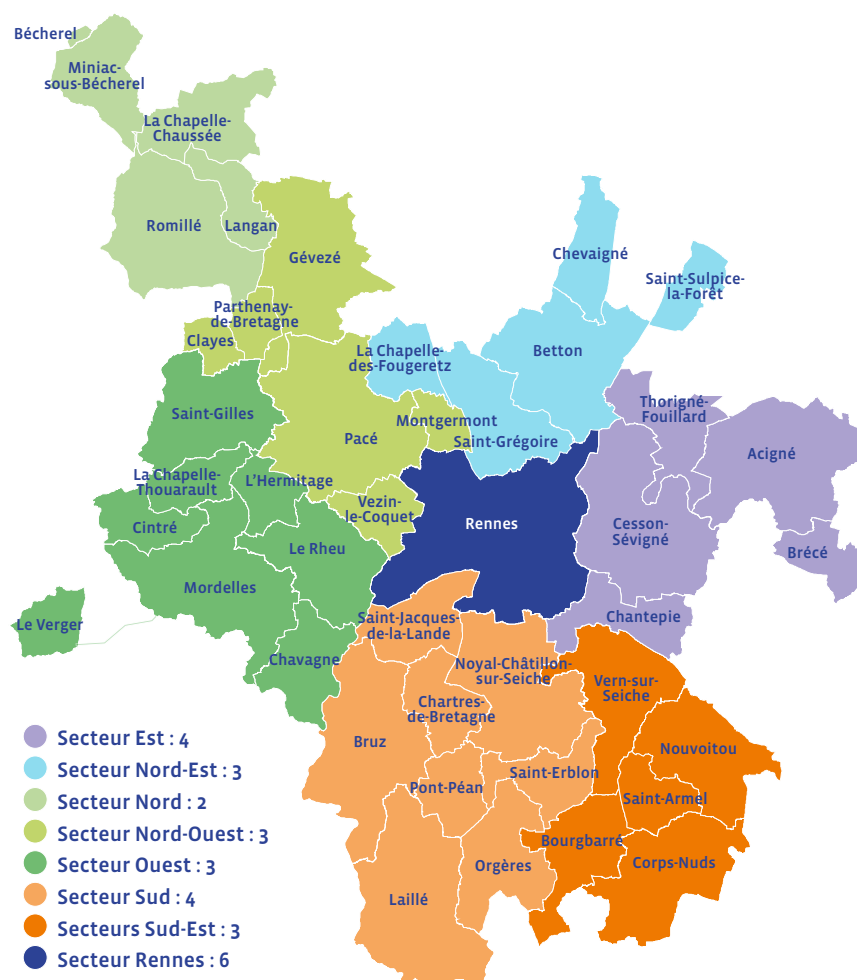 Bécherel
Miniac-
sous-Bécherel
La Chapelle-
Chaussée
Romillé
Langan
Gévezé
Chevaigné
Saint-Sulpice-
la-Forêt
Parthenay-
de-Bretagne
Clayes
La Chapelle-
des-Fougeretz
Betton
Saint-Gilles
Thorigné-
Fouillard
Montgermont
Pacé
Saint-Grégoire
Acigné
La Chapelle-
Thouarault
L'Hermitage
Vezin-
le-Coquet
Rennes
Cintré
Cesson-
Sévigné
Le Rheu
Brécé
Mordelles
Le Verger
Saint-Jacques-
de-la-Lande
Chantepie
Chavagne
Noyal-Châtillon-
sur-Seiche
Vern-sur-
Seiche
Chartres-
de-Bretagne
Bruz
Nouvoitou
Saint-Erblon
Pont-Péan
Saint-Armel
Bourgbarré
Orgères
Corps-Nuds
Laillé
Secteur Est : 4
Secteur Nord-Est : 3
Secteur Nord : 2
Secteur Nord-Ouest : 3
Secteur Ouest : 3
Secteur Sud : 4
Secteurs Sud-Est : 3
Secteur Rennes : 6